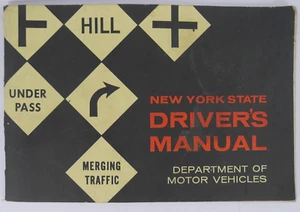 HILL
UNDER
PASS
MERGING
TRAFFIC
NEW YORK STATE
DRIVER'S
MANUAL
DEPARTMENT OF
MOTOR VEHICLES